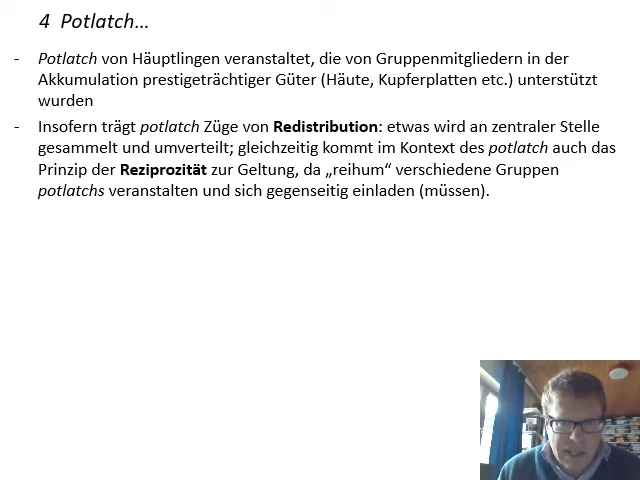 4 Potlatch…
- Potlatch von Häuptlingen veranstaltet, die von Gruppenmitgliedern in der
Akkumulation prestigeträchtiger Güter (Häute, Kupferplatten etc.) unterstützt
wurden
- Insofern trägt potlatch Züge von Redistribution: etwas wird an zentraler Stelle
gesammelt und umverteilt; gleichzeitig kommt im Kontext des potlatch auch das
Prinzip der Reziprozität zur Geltung, da „reihum“ verschiedene Gruppen
potlatchs veranstalten und sich gegenseitig einladen (müssen).